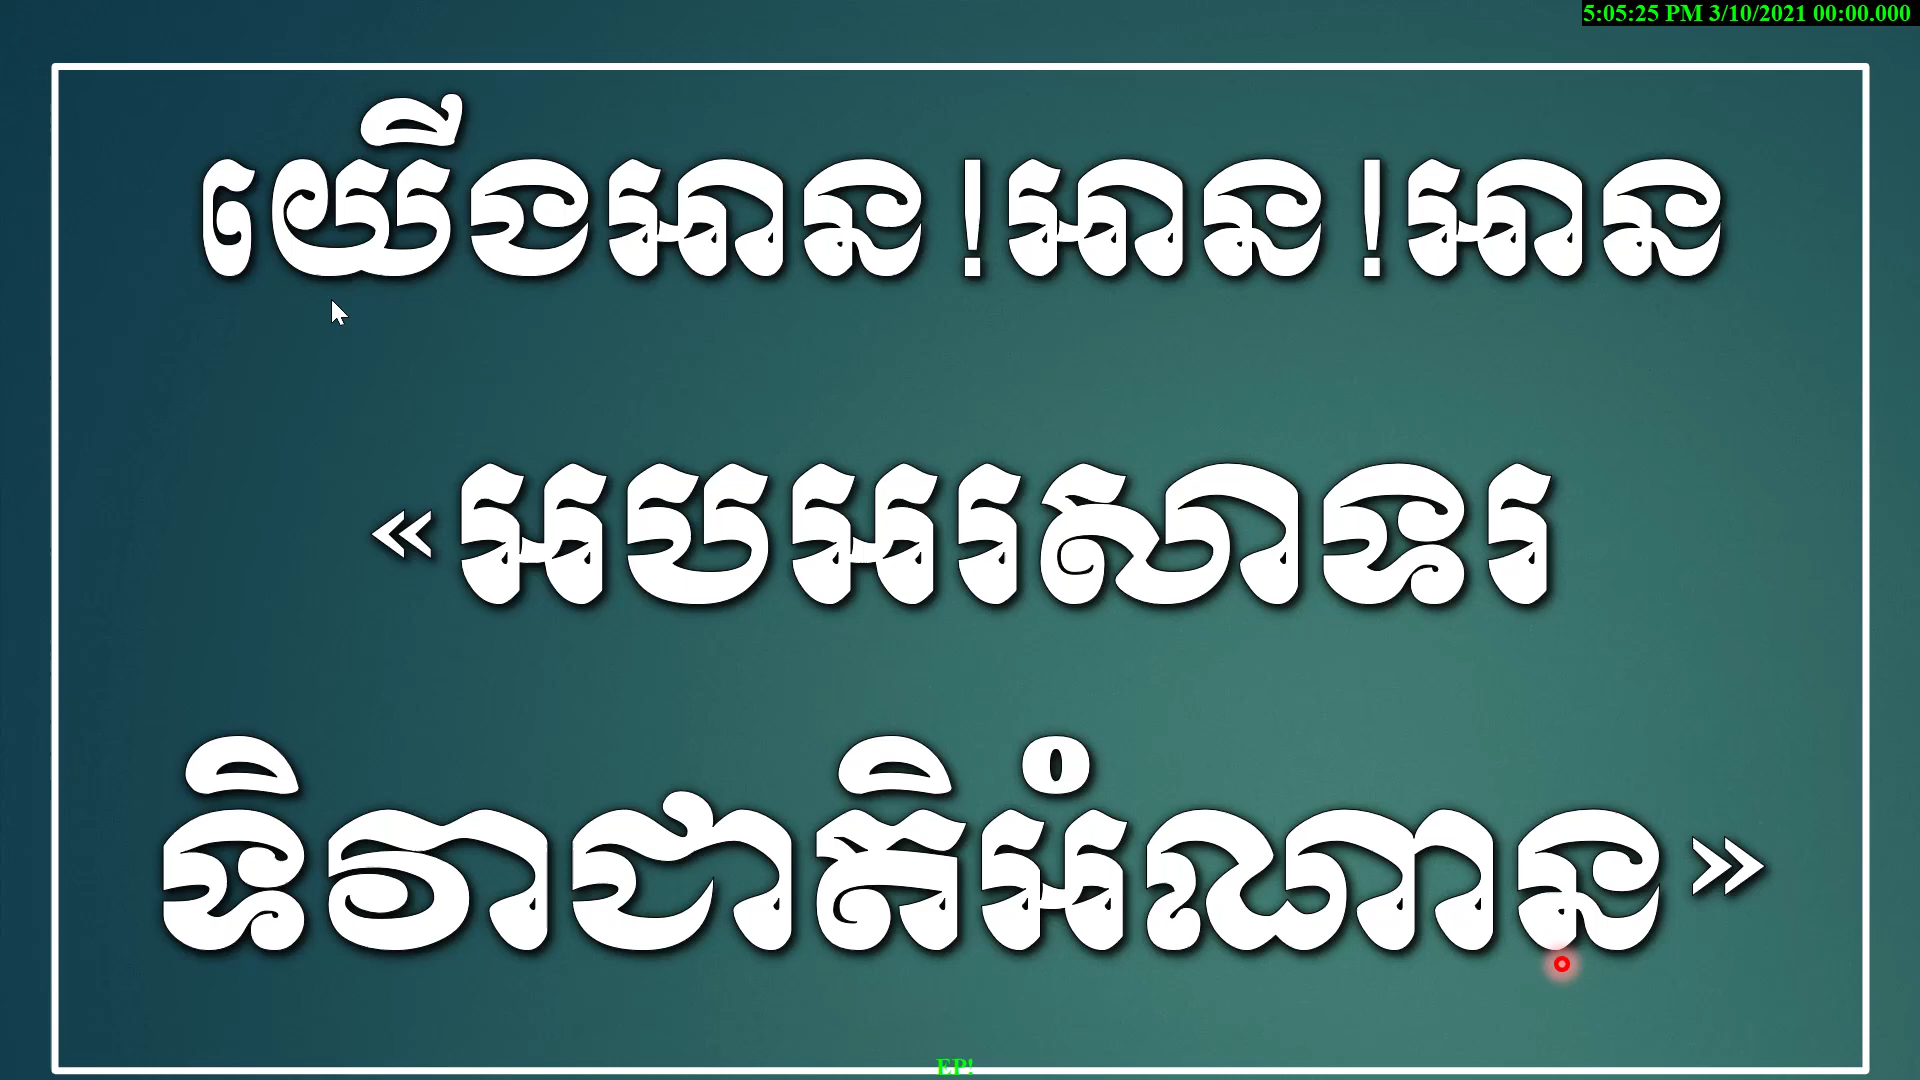 5:05:25 PM 3/10/2021 00:00.000
យើងអាន!អាន!អាន
«អបអរសាទរ
ទិវាជាតិអំណាន»
EP!